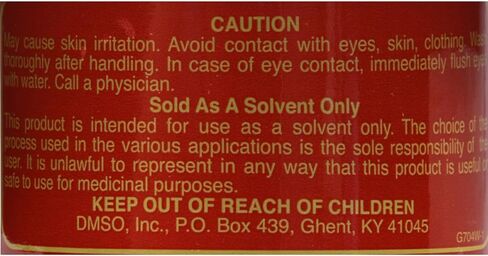 CAUTION
May cause skin irritation. Avoid contact with eyes, skin, clothing. Wash
thoroughly after handling. In case of eye contact, immediately flush eyes
with water. Call a physician.
Sold As A Solvent Only
This product is intended for use as a solvent only. The choice of the
process used in the various applications is the sole responsibility of the
user. It is unlawful to represent in any way that this product is useful or
safe to use for medicinal purposes.
KEEP OUT OF REACH OF CHILDREN
DMSO, Inc., P.O. Box 439, Ghent, KY 41045